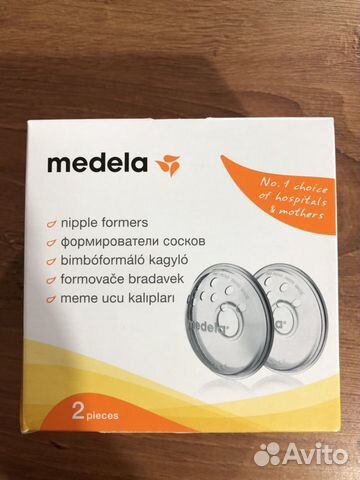 medela
No. 1 choice
of hospitals
& mothers
nipple formers
формирователи сосков
bimbóformáló kagyló
formovače bradavek
meme ucu kalıpları
medela
medela
2 pieces
Avito